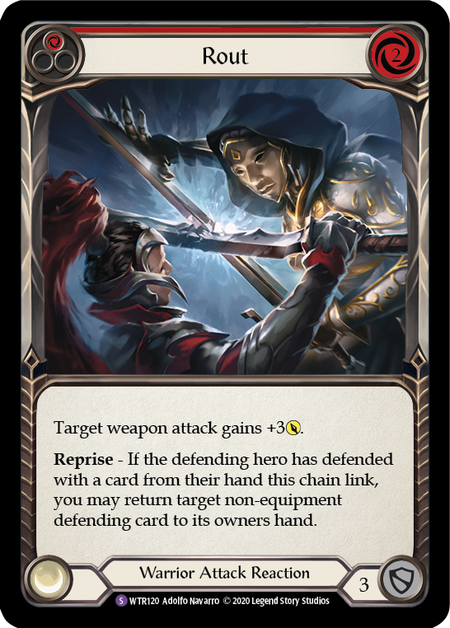 Rout
2
Target weapon attack gains +3.
Reprise - If the defending hero has defended
with a card from their hand this chain link,
you may return target non-equipment
defending card to its owners hand.
Warrior Attack Reaction
3
S WTR120 Adolfo Navarro © 2020 Legend Story Studios